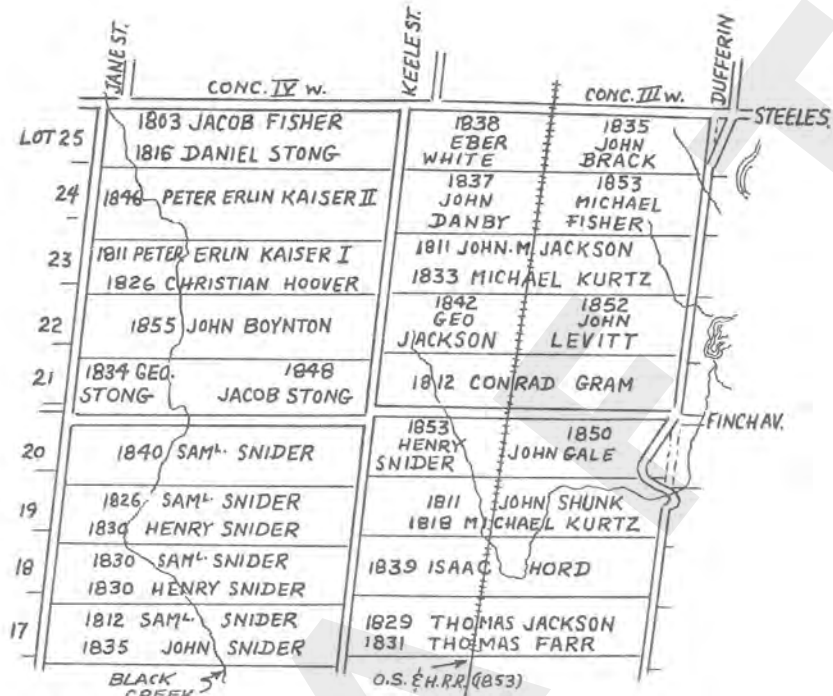 JANE ST.
KEELE ST.
DUFFERIN
CONC. IV W.
CONC. III W.
STEELES.
LOT 25
1803 JACOB FISHER
1816 DANIEL STONG
1838
EBER
WHITE
1835
JOHN
BRACK
24
1846 PETER ERLIN KAISER II
1837
JOHN
DANBY
1853
MICHAEL
FISHER
23
1811 PETER ERLIN KAISER I
1826 CHRISTIAN HOOVER
1811 JOHN. M. JACKSON
1833 MICHAEL KURTZ
22
1855 JOHN BOYNTON
1842
GEO
JACKSON
1852
JOHN
LEVITT
21
1834 GEO.
STONG
1848
JACOB STONG
1812 CONRAD GRAM
FINCH AV.
20
1840 SAML. SNIDER
1853
HENRY
SNIDER
1850
JOHN GALE
19
1826 SAML. SNIDER
1830 HENRY SNIDER
1811 JOHN SHUNK
1818 MICHAEL KURTZ
18
1830 SAML. SNIDER
1830 HENRY SNIDER
1839 ISAAC HORD
17
1812 SAML. SNIDER
1835 JOHN SNIDER
1829 THOMAS JACKSON
1831 THOMAS FARR
BLACK
CREEK
O.S. & H.R.R. (1853)